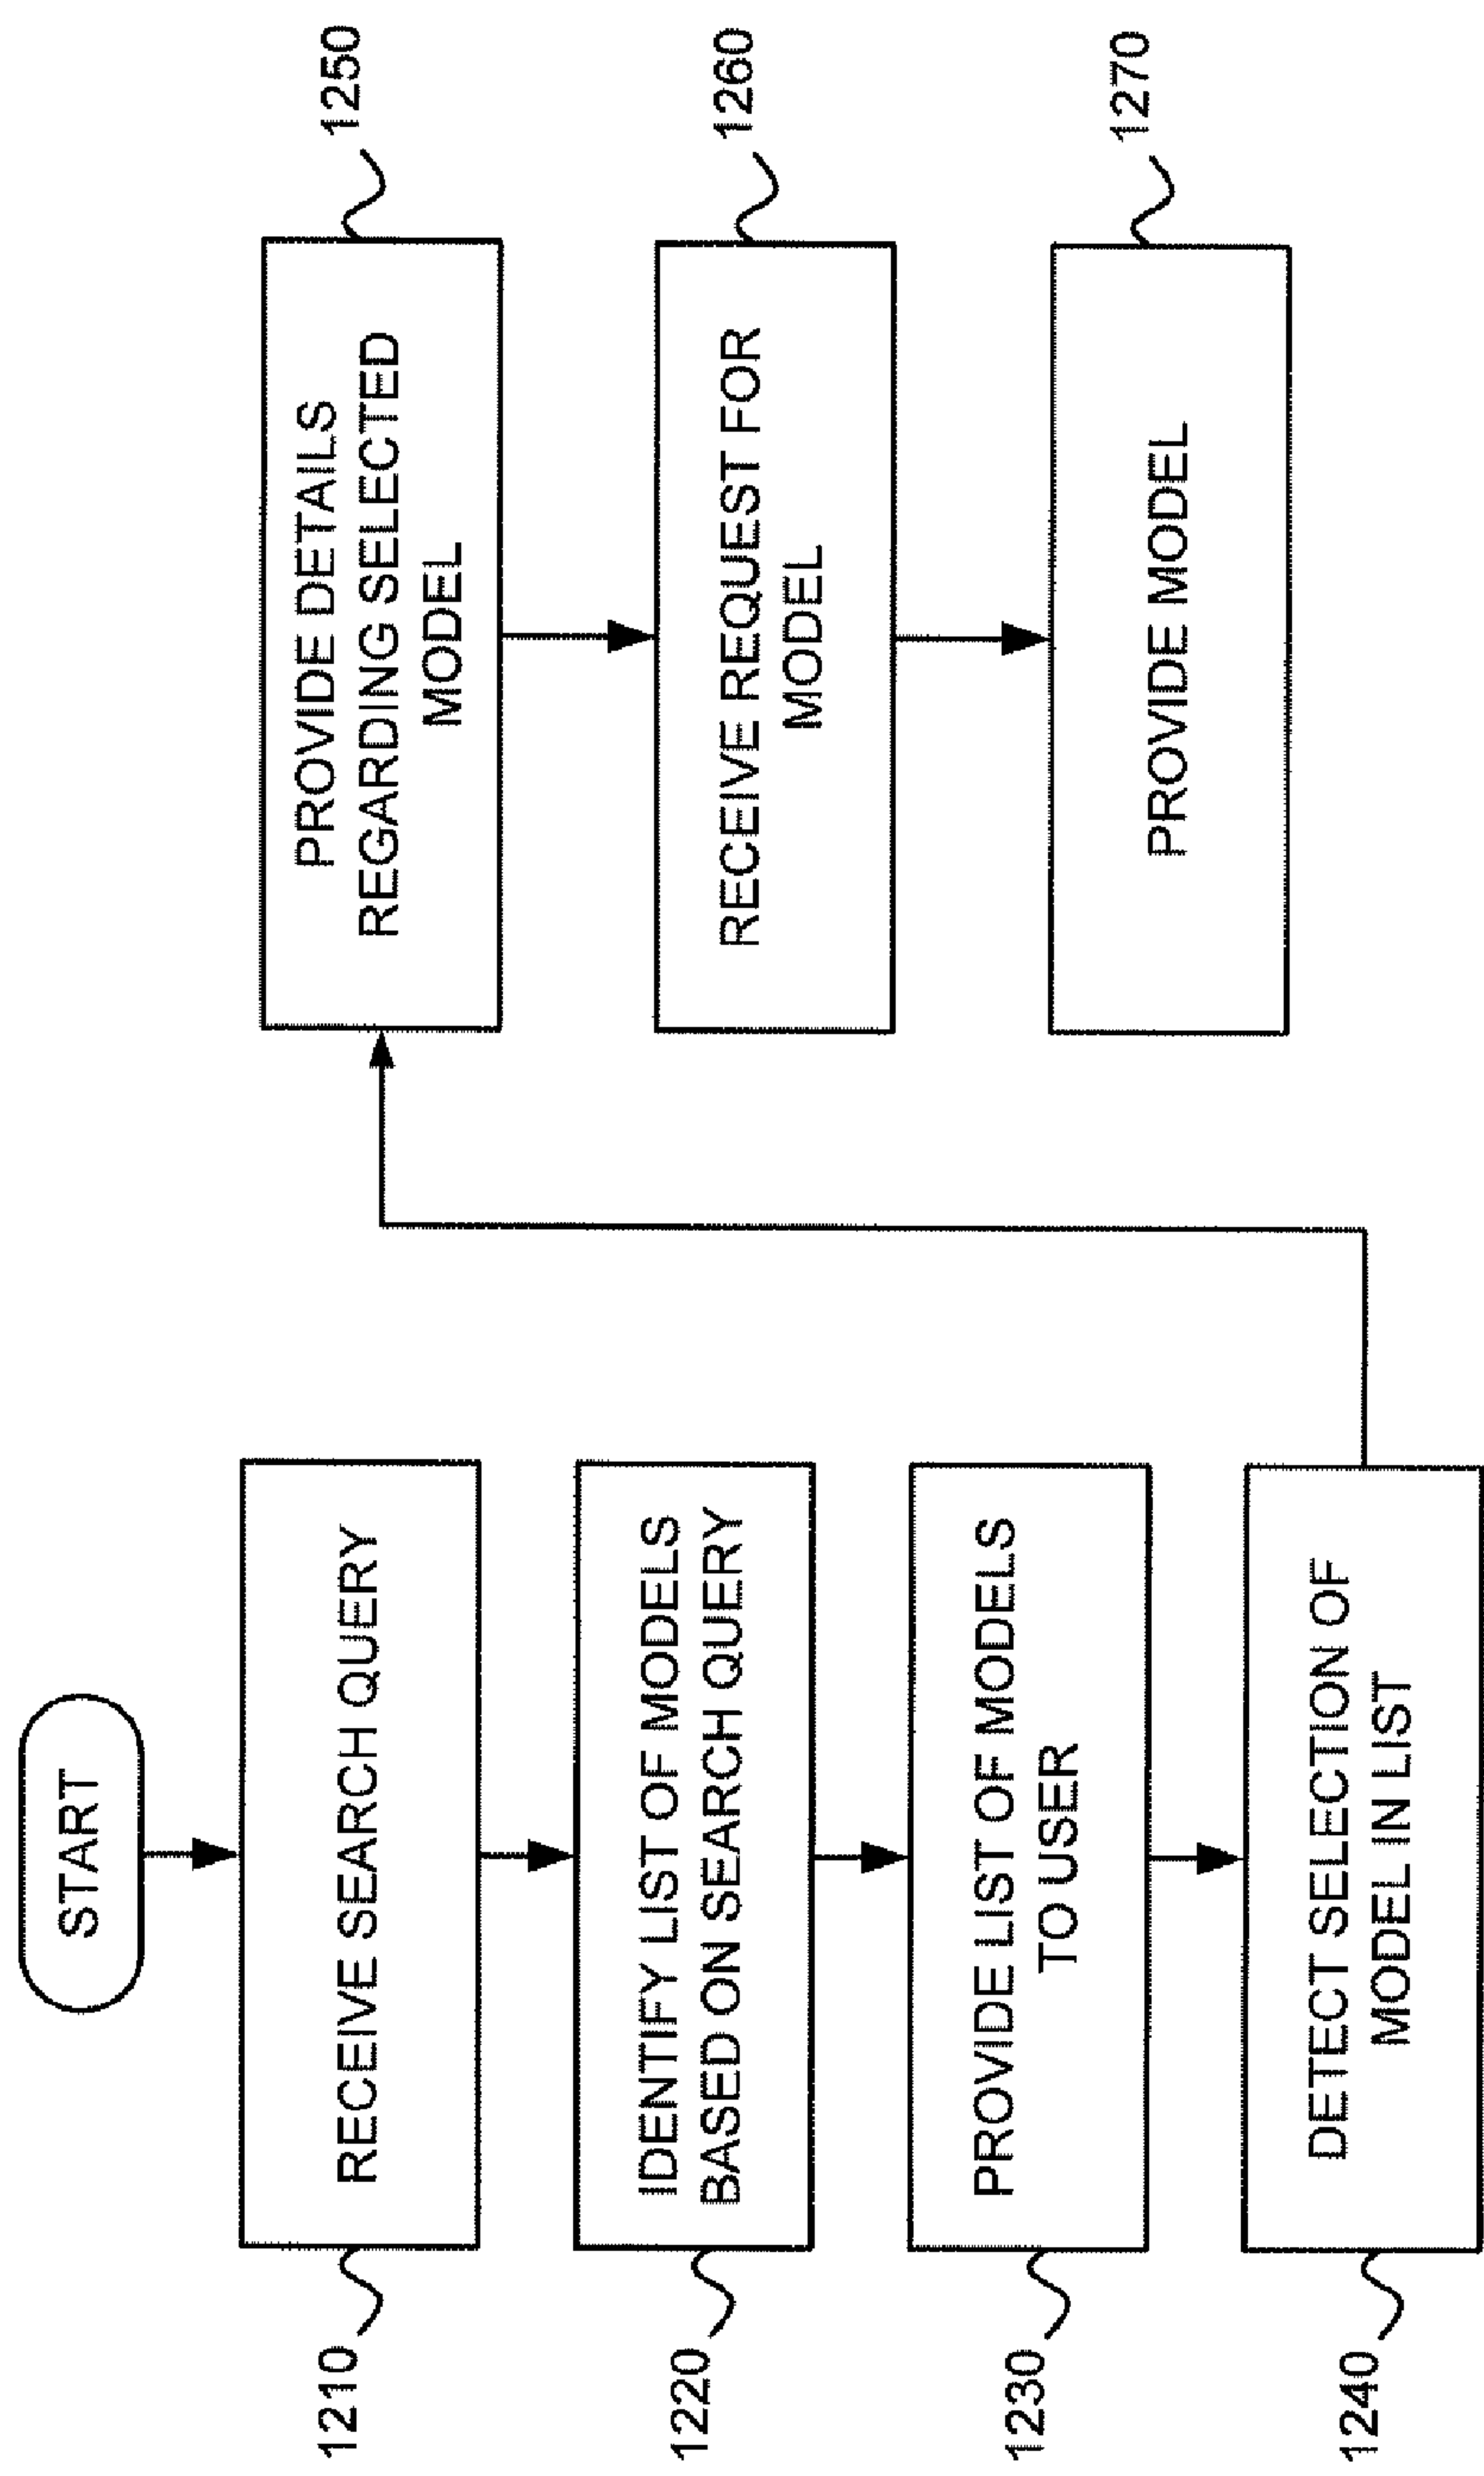 START
RECEIVE SEARCH QUERY
1210
IDENTIFY LIST OF MODELS
BASED ON SEARCH QUERY
1220
PROVIDE LIST OF MODELS
TO USER
1230
DETECT SELECTION OF
MODEL IN LIST
1240
PROVIDE DETAILS
REGARDING SELECTED
MODEL
1250
RECEIVE REQUEST FOR
MODEL
1260
PROVIDE MODEL
1270